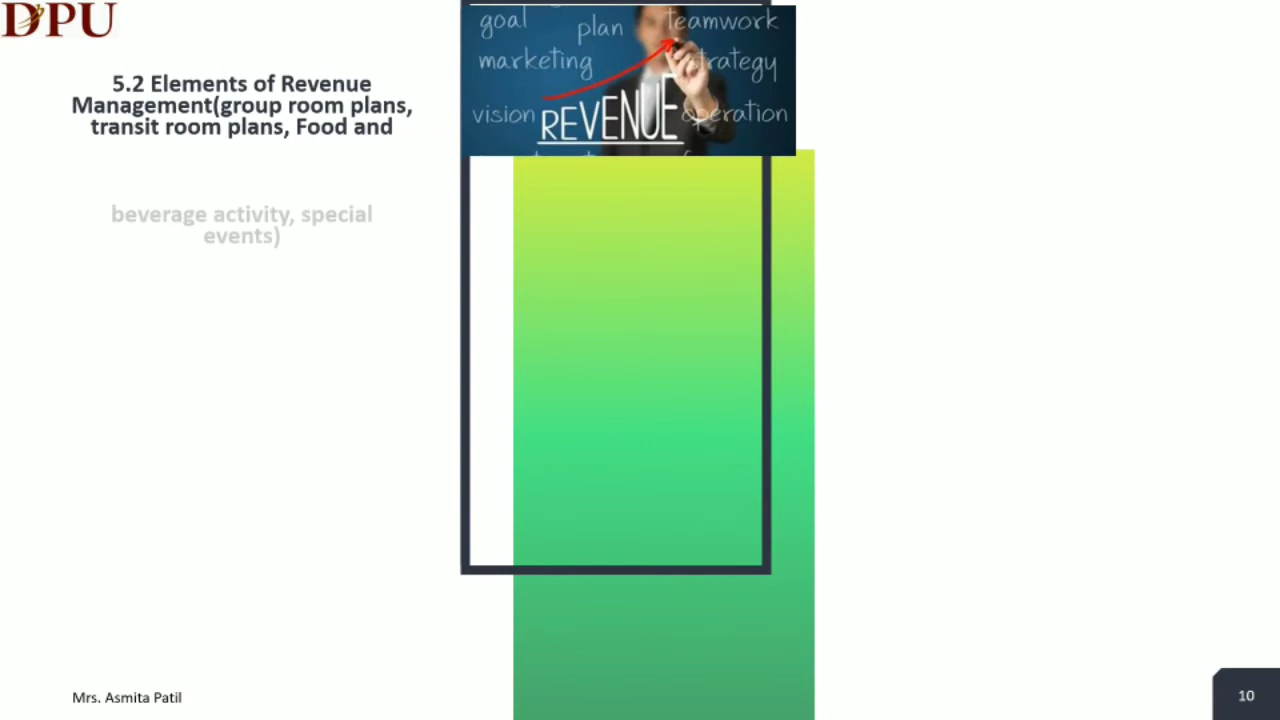 DPU
5.2 Elements of Revenue
Management(group room plans,
transit room plans, Food and
beverage activity, special
events)
goal
plan
teamwork
marketing
strategy
vision
REVENUE
operation
Mrs. Asmita Patil
10